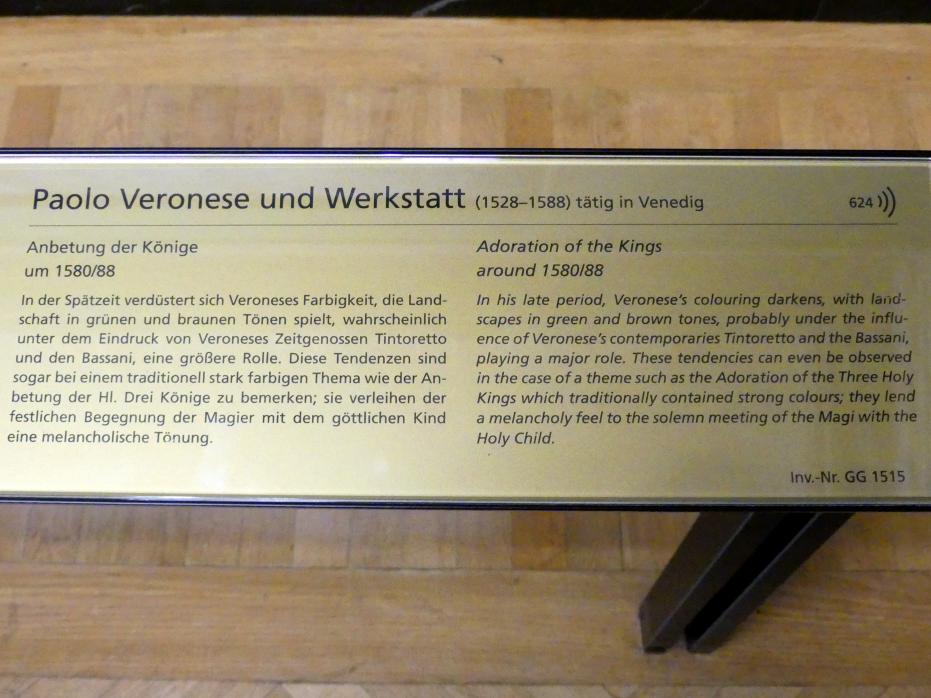 Paolo Veronese und Werkstatt (1528–1588) tätig in Venedig
624
Anbetung der Könige
um 1580/88
In der Spätzeit verdüstert sich Veroneses Farbigkeit, die Land-
schaft in grünen und braunen Tönen spielt, wahrscheinlich
unter dem Eindruck von Veroneses Zeitgenossen Tintoretto
und den Bassani, eine größere Rolle. Diese Tendenzen sind
sogar bei einem traditionell stark farbigen Thema wie der An-
betung der Hl. Drei Könige zu bemerken; sie verleihen der
festlichen Begegnung der Magier mit dem göttlichen Kind
eine melancholische Tönung.
Adoration of the Kings
around 1580/88
In his late period, Veronese's colouring darkens, with land-
scapes in green and brown tones, probably under the influ-
ence of Veronese's contemporaries Tintoretto and the Bassani,
playing a major role. These tendencies can even be observed
in the case of a theme such as the Adoration of the Three Holy
Kings which traditionally contained strong colours; they lend
a melancholy feel to the solemn meeting of the Magi with the
Holy Child.
Inv.-Nr. GG 1515